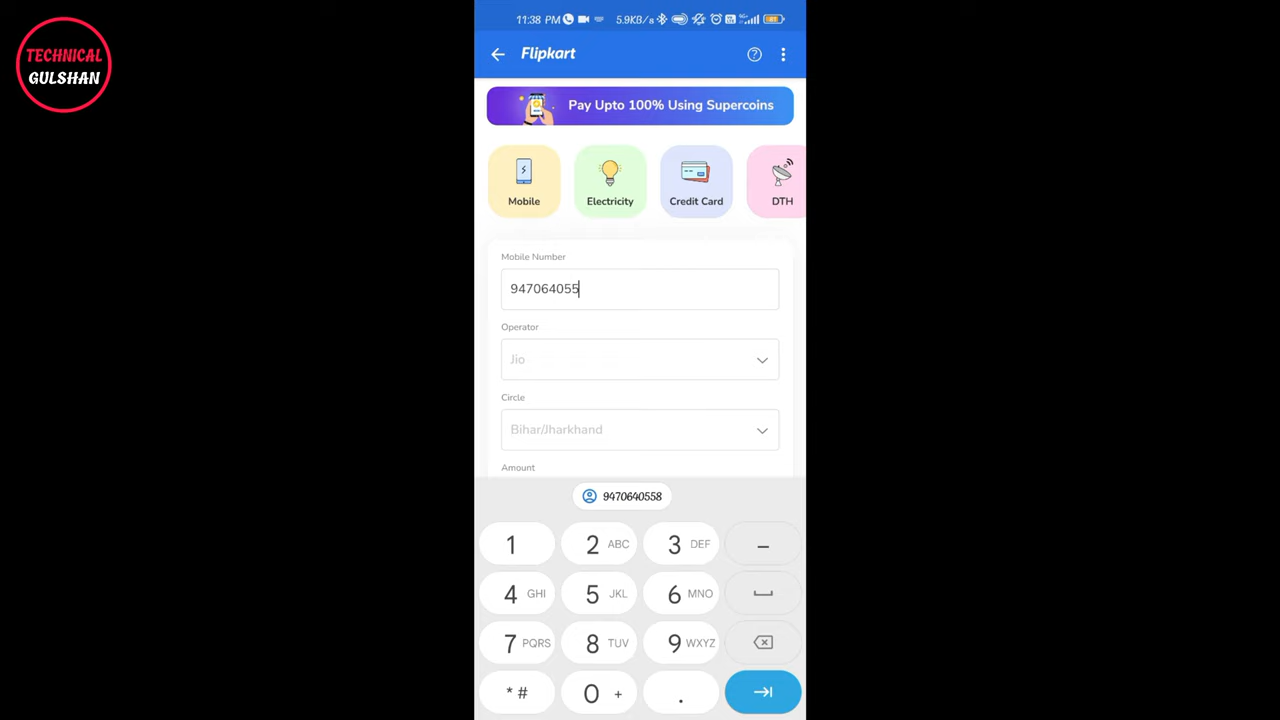 TECHNICAL
GULSHAN
11:38 PM 5.9KB/s
Flipkart
Pay Upto 100% Using Supercoins
Mobile
Electricity
Credit Card
DTH
Mobile Number
947064055
Operator
Jio
Circle
Bihar/Jharkhand
Amount
9470640558
1
2 ABC
3 DEF
–
4 GHI
5 JKL
6 MNO
7 PQRS
8 TUV
9 WXYZ
* #
0 +
.